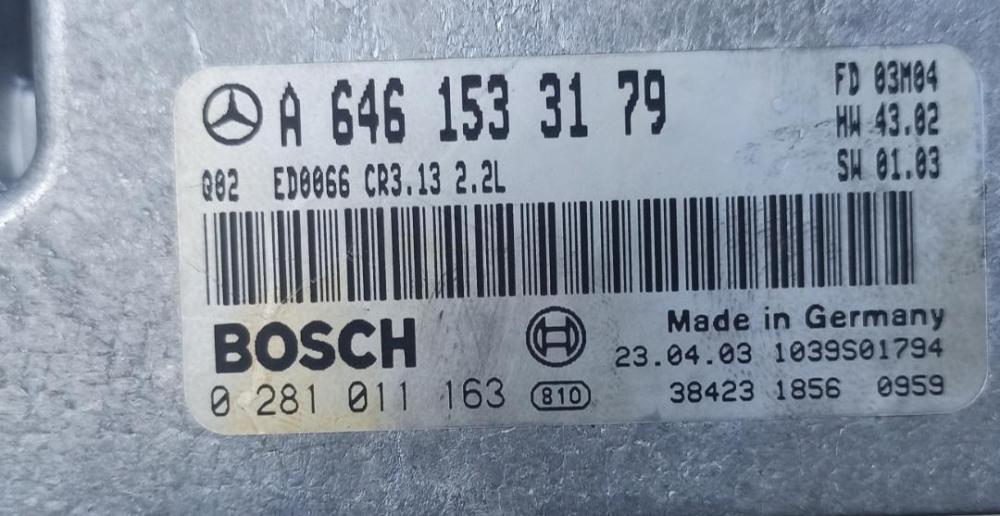 A 646 153 31 79
FD 03M04
HW 43.02
SW 01.03
Q02 ED0066 CR3.13 2.2L
BOSCH
Made in Germany
23.04.03 1039S01794
0 281 011 163 810
38423 1856 0959